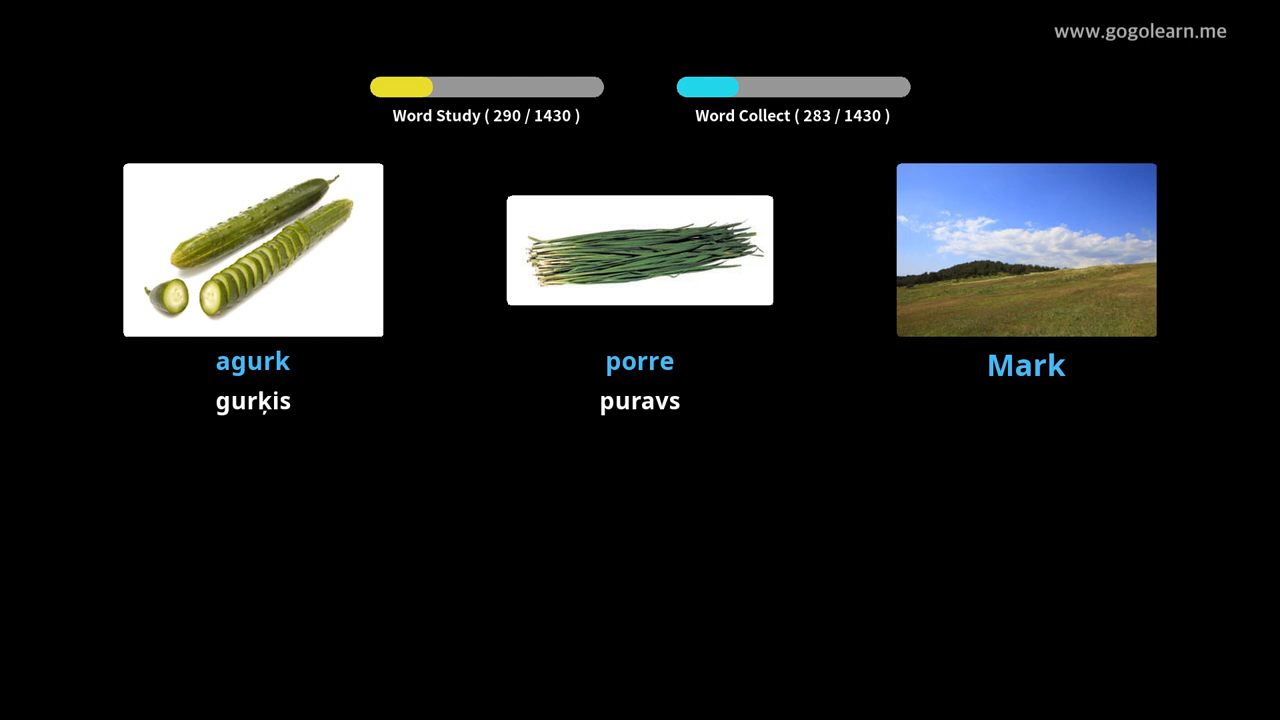 www.gogolearn.me
Word Study ( 290 / 1430 )
Word Collect ( 283 / 1430 )
agurk
gurķis
porre
puravs
Mark